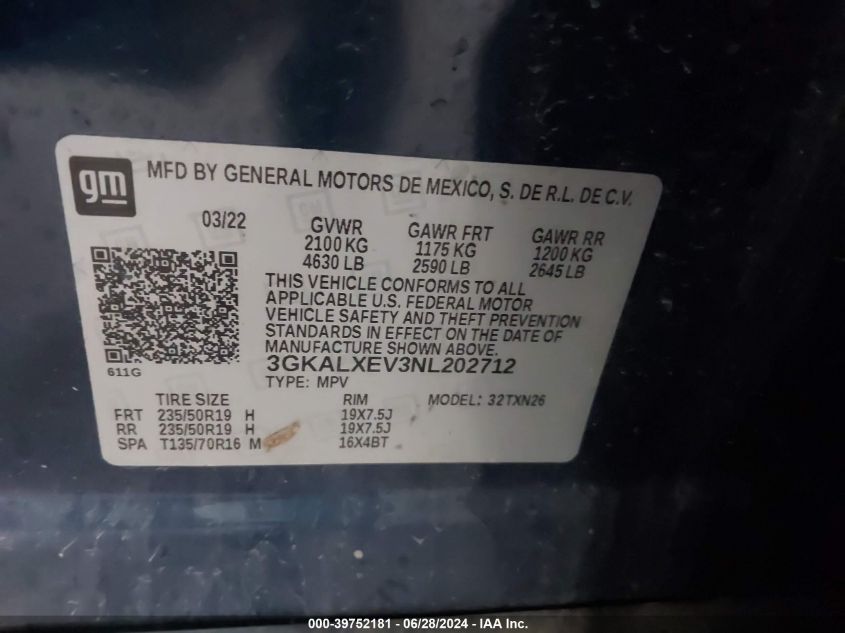 gm
MFD BY GENERAL MOTORS DE MEXICO, S. DE R.L. DE C.V.
03/22 GVWR GAWR FRT GAWR RR
2100 KG 1175 KG 1200 KG
4630 LB 2590 LB 2645 LB
THIS VEHICLE CONFORMS TO ALL
APPLICABLE U.S. FEDERAL MOTOR
VEHICLE SAFETY AND THEFT PREVENTION
STANDARDS IN EFFECT ON THE DATE OF
MANUFACTURE SHOWN ABOVE.
611G 3GKALXEV3NL202712
TYPE: MPV
TIRE SIZE RIM MODEL: 32TXN26
FRT 235/50R19 H 19X7.5J
RR 235/50R19 H 19X7.5J
SPA T135/70R16 M 16X4BT
000-39752181 - 06/28/2024 - IAA Inc.